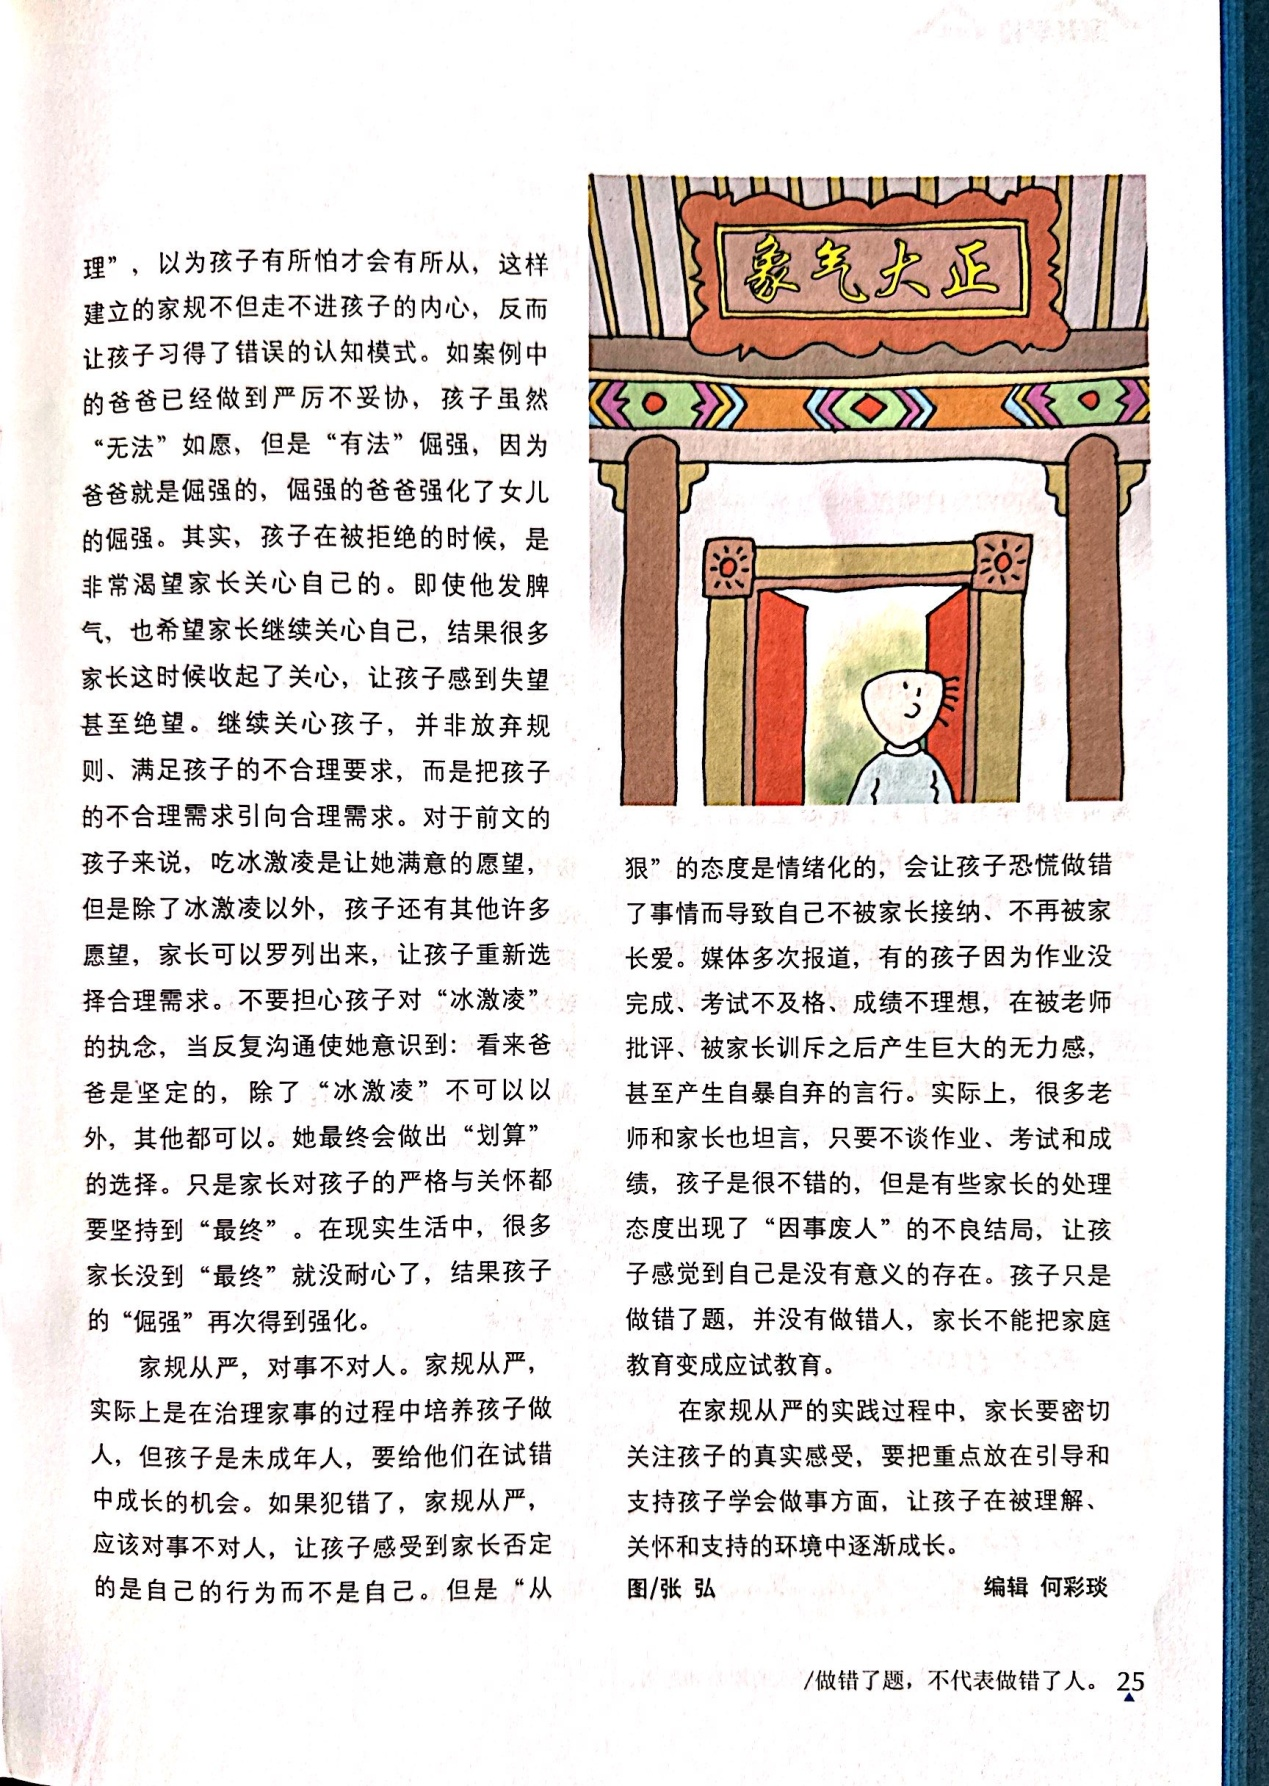 理”，以为孩子有所怕才会有所从，这样
建立的家规不但走不进孩子的内心，反而
让孩子习得了错误的认知模式。如案例中
的爸爸已经做到严厉不妥协，孩子虽然
“无法”如愿，但是“有法”倔强，因为
爸爸就是倔强的，倔强的爸爸强化了女儿
的倔强。其实，孩子在被拒绝的时候，是
非常渴望家长关心自己的。即使他发脾
气，也希望家长继续关心自己，结果很多
家长这时候收起了关心，让孩子感到失望
甚至绝望。继续关心孩子，并非放弃规
则、满足孩子的不合理要求，而是把孩子
的不合理需求引向合理需求。对于前文的
孩子来说，吃冰激凌是让她满意的愿望，
但是除了冰激凌以外，孩子还有其他许多
愿望，家长可以罗列出来，让孩子重新选
择合理需求。不要担心孩子对“冰激凌”
的执念，当反复沟通使她意识到：看来爸
爸是坚定的，除了“冰激凌”不可以以
外，其他都可以。她最终会做出“划算”
的选择。只是家长对孩子的严格与关怀都
要坚持到“最终”。在现实生活中，很多
家长没到“最终”就没耐心了，结果孩子
的“倔强”再次得到强化。
家规从严，对事不对人。家规从严，
实际上是在治理家事的过程中培养孩子做
人，但孩子是未成年人，要给他们在试错
中成长的机会。如果犯错了，家规从严，
应该对事不对人，让孩子感受到家长否定
的是自己的行为而不是自己。但是“从
象气大正
狠”的态度是情绪化的，会让孩子恐慌做错
了事情而导致自己不被家长接纳、不再被家
长爱。媒体多次报道，有的孩子因为作业没
完成、考试不及格、成绩不理想，在被老师
批评、被家长训斥之后产生巨大的无力感，
甚至产生自暴自弃的言行。实际上，很多老
师和家长也坦言，只要不谈作业、考试和成
绩，孩子是很不错的，但是有些家长的处理
态度出现了“因事废人”的不良结局，让孩
子感觉到自己是没有意义的存在。孩子只是
做错了题，并没有做错人，家长不能把家庭
教育变成应试教育。
在家规从严的实践过程中，家长要密切
关注孩子的真实感受，要把重点放在引导和
支持孩子学会做事方面，让孩子在被理解、
关怀和支持的环境中逐渐成长。
图/张 弘 编辑 何彩琰
/做错了题，不代表做错了人。 25